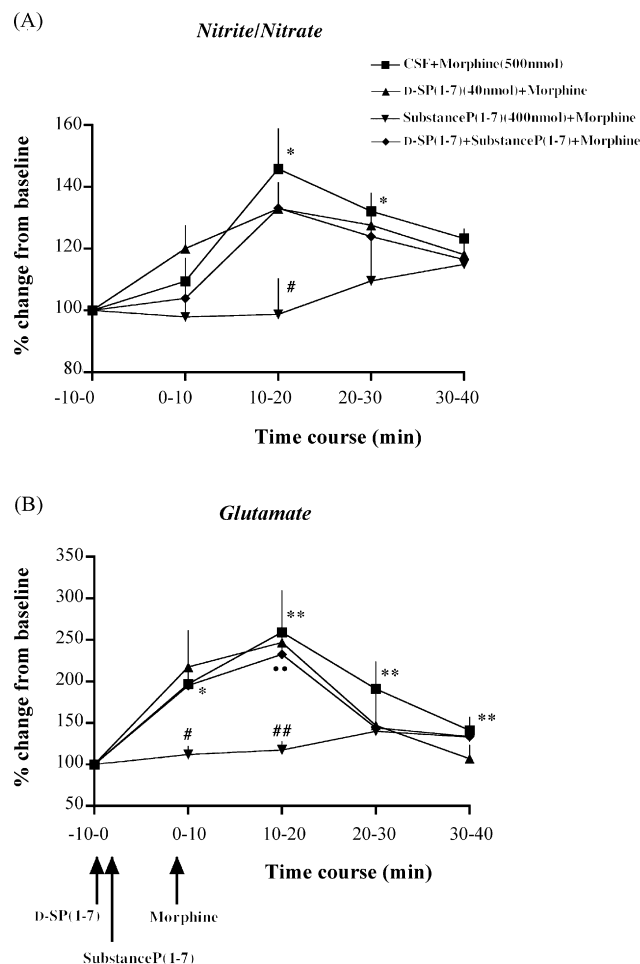 (A)
Nitrite/Nitrate
CSF+Morphine(500nmol)
D-SP(1-7)(40nmol)+Morphine
SubstanceP(1-7)(400nmol)+Morphine
D-SP(1-7)+SubstanceP(1-7)+Morphine
% change from baseline
160
140
120
100
80
*
*
#
-10-0 0-10 10-20 20-30 30-40
Time course (min)
(B)
Glutamate
% change from baseline
350
300
250
200
150
100
50
**
**
**
*
••
#
##
-10-0 0-10 10-20 20-30 30-40
Time course (min)
D-SP(1-7) Morphine
SubstanceP(1-7)